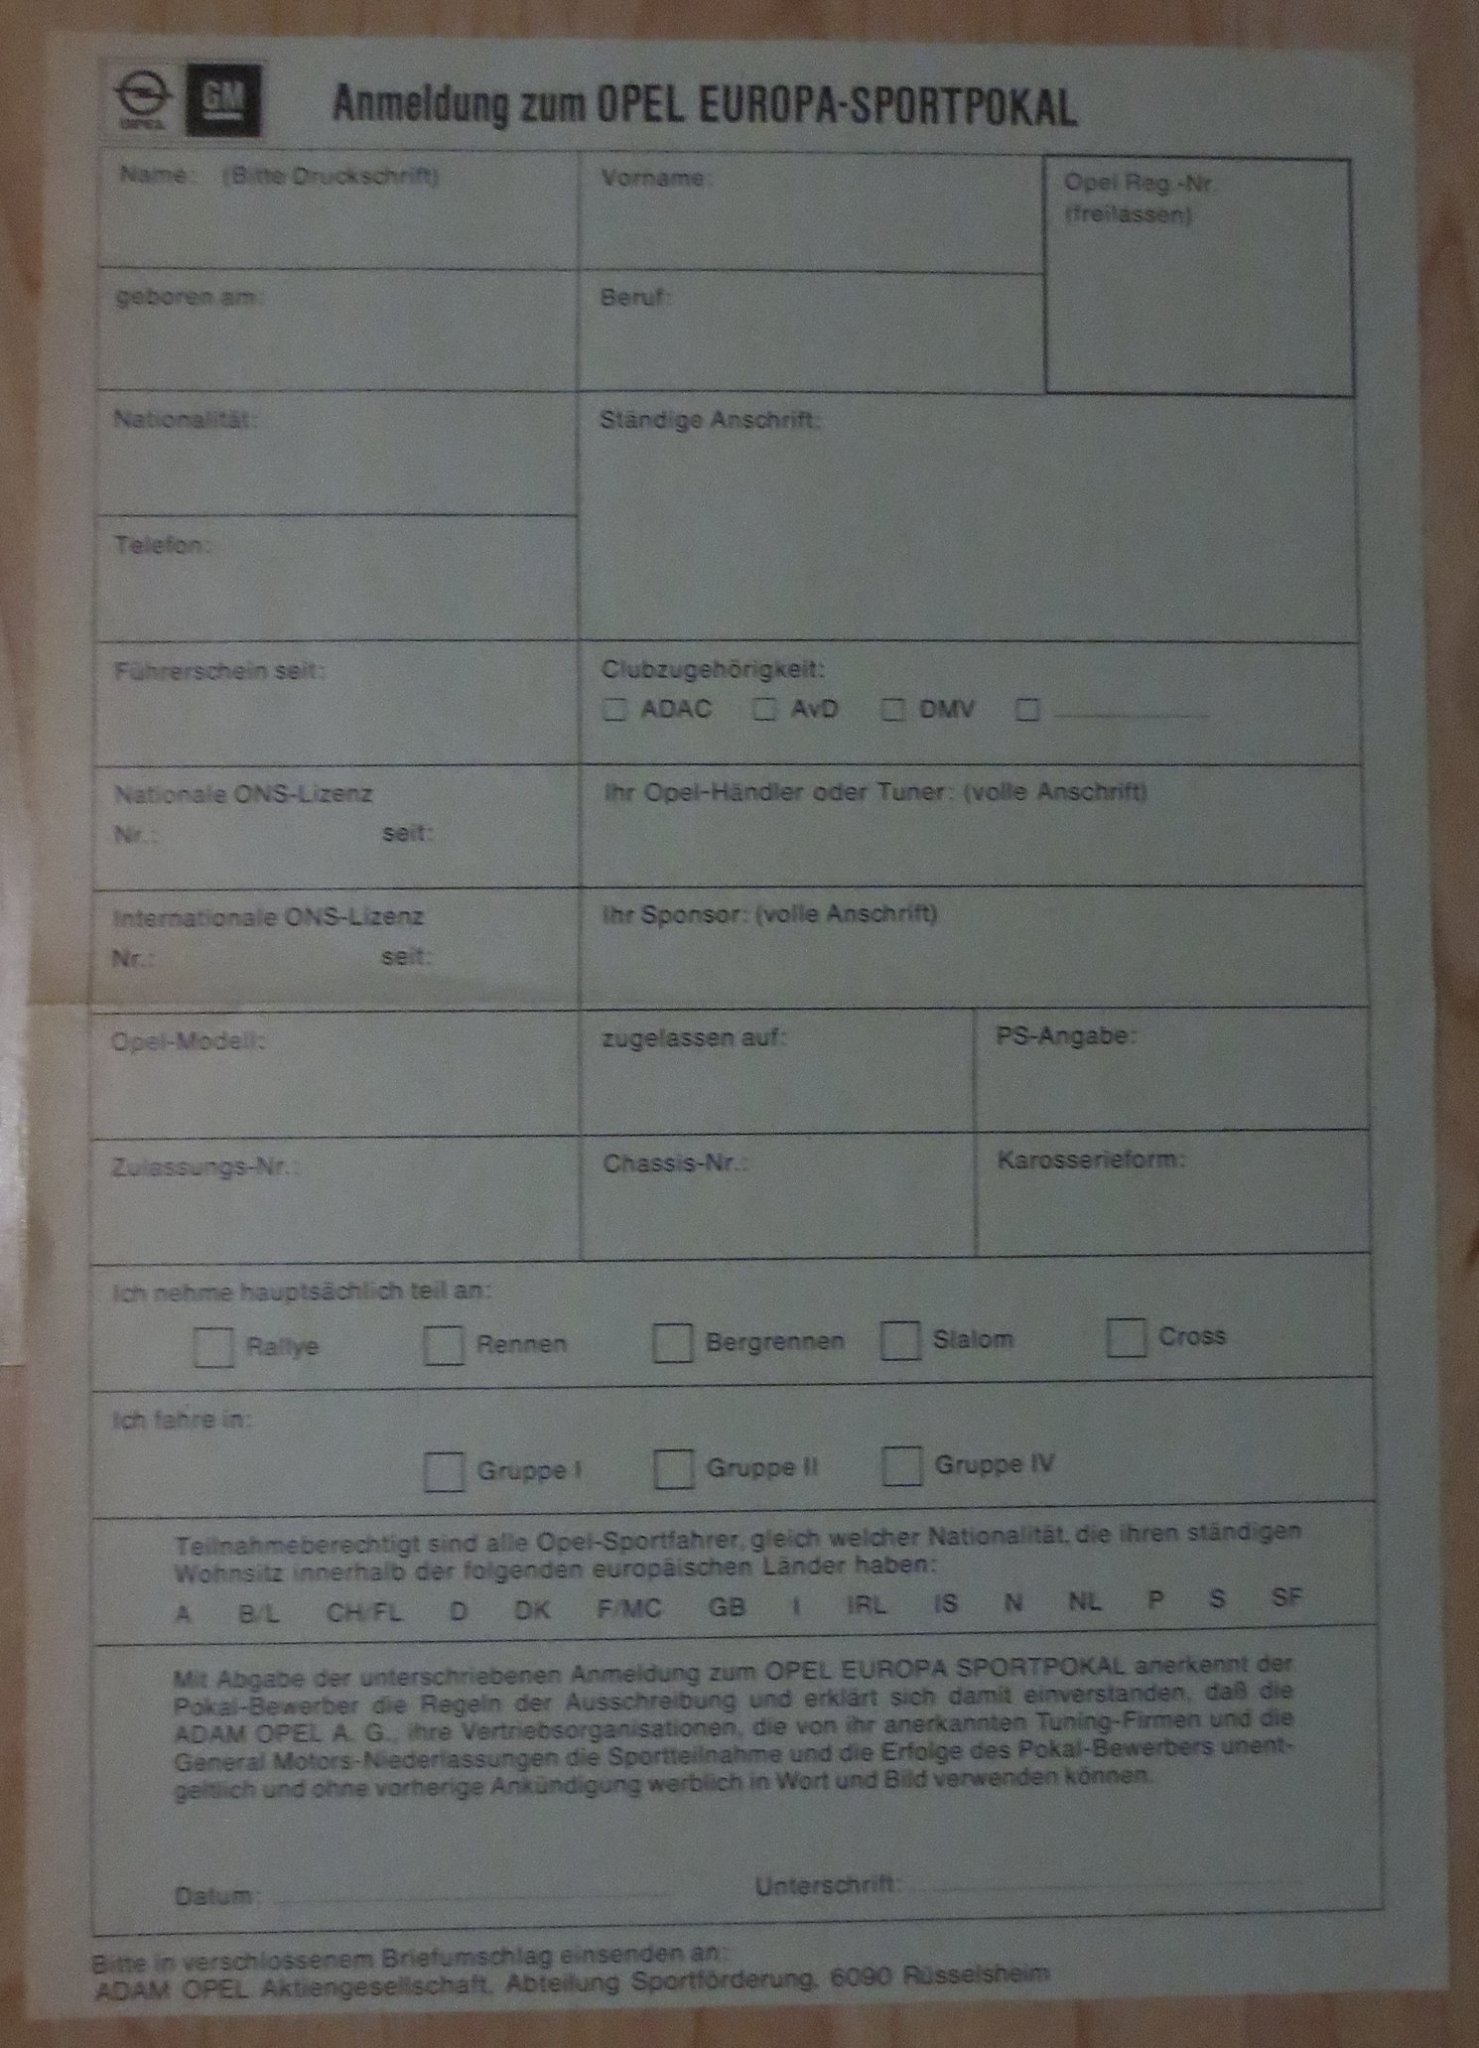 OPEL
GM
Anmeldung zum OPEL EUROPA-SPORTPOKAL
Name: (Bitte Druckschrift)
Vorname:
Opel Reg.-Nr.
(freilassen)
geboren am:
Beruf:
Nationalität:
Ständige Anschrift:
Telefon:
Führerschein seit:
Clubzugehörigkeit:
ADAC AvD DMV
Nationale ONS-Lizenz
Nr.: seit:
Ihr Opel-Händler oder Tuner: (volle Anschrift)
Internationale ONS-Lizenz
Nr.: seit:
Ihr Sponsor: (volle Anschrift)
Opel-Modell:
zugelassen auf:
PS-Angabe:
Zulassungs-Nr.:
Chassis-Nr.:
Karosserieform:
Ich nehme hauptsächlich teil an:
Rallye Rennen Bergrennen Slalom Cross
Ich fahre in:
Gruppe I Gruppe II Gruppe IV
Teilnahmeberechtigt sind alle Opel-Sportfahrer, gleich welcher Nationalität, die ihren ständigen
Wohnsitz innerhalb der folgenden europäischen Länder haben:
A B/L CH/FL D DK F/MC GB I IRL IS N NL P S SF
Mit Abgabe der unterschriebenen Anmeldung zum OPEL EUROPA SPORTPOKAL anerkennt der
Pokal-Bewerber die Regeln der Ausschreibung und erklärt sich damit einverstanden, daß die
ADAM OPEL A. G., ihre Vertriebsorganisationen, die von ihr anerkannten Tuning-Firmen und die
General Motors-Niederlassungen die Sportteilnahme und die Erfolge des Pokal-Bewerbers unent-
geltlich und ohne vorherige Ankündigung werblich in Wort und Bild verwenden können.
Datum: Unterschrift:
Bitte in verschlossenem Briefumschlag einsenden an:
ADAM OPEL Aktiengesellschaft, Abteilung Sportförderung, 6090 Rüsselsheim